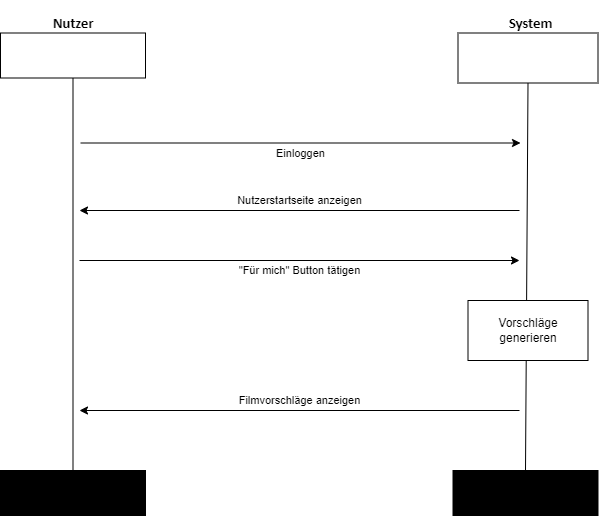 Nutzer
System
Einloggen
Nutzerstartseite anzeigen
"Für mich" Button tätigen
Vorschläge
generieren
Filmvorschläge anzeigen